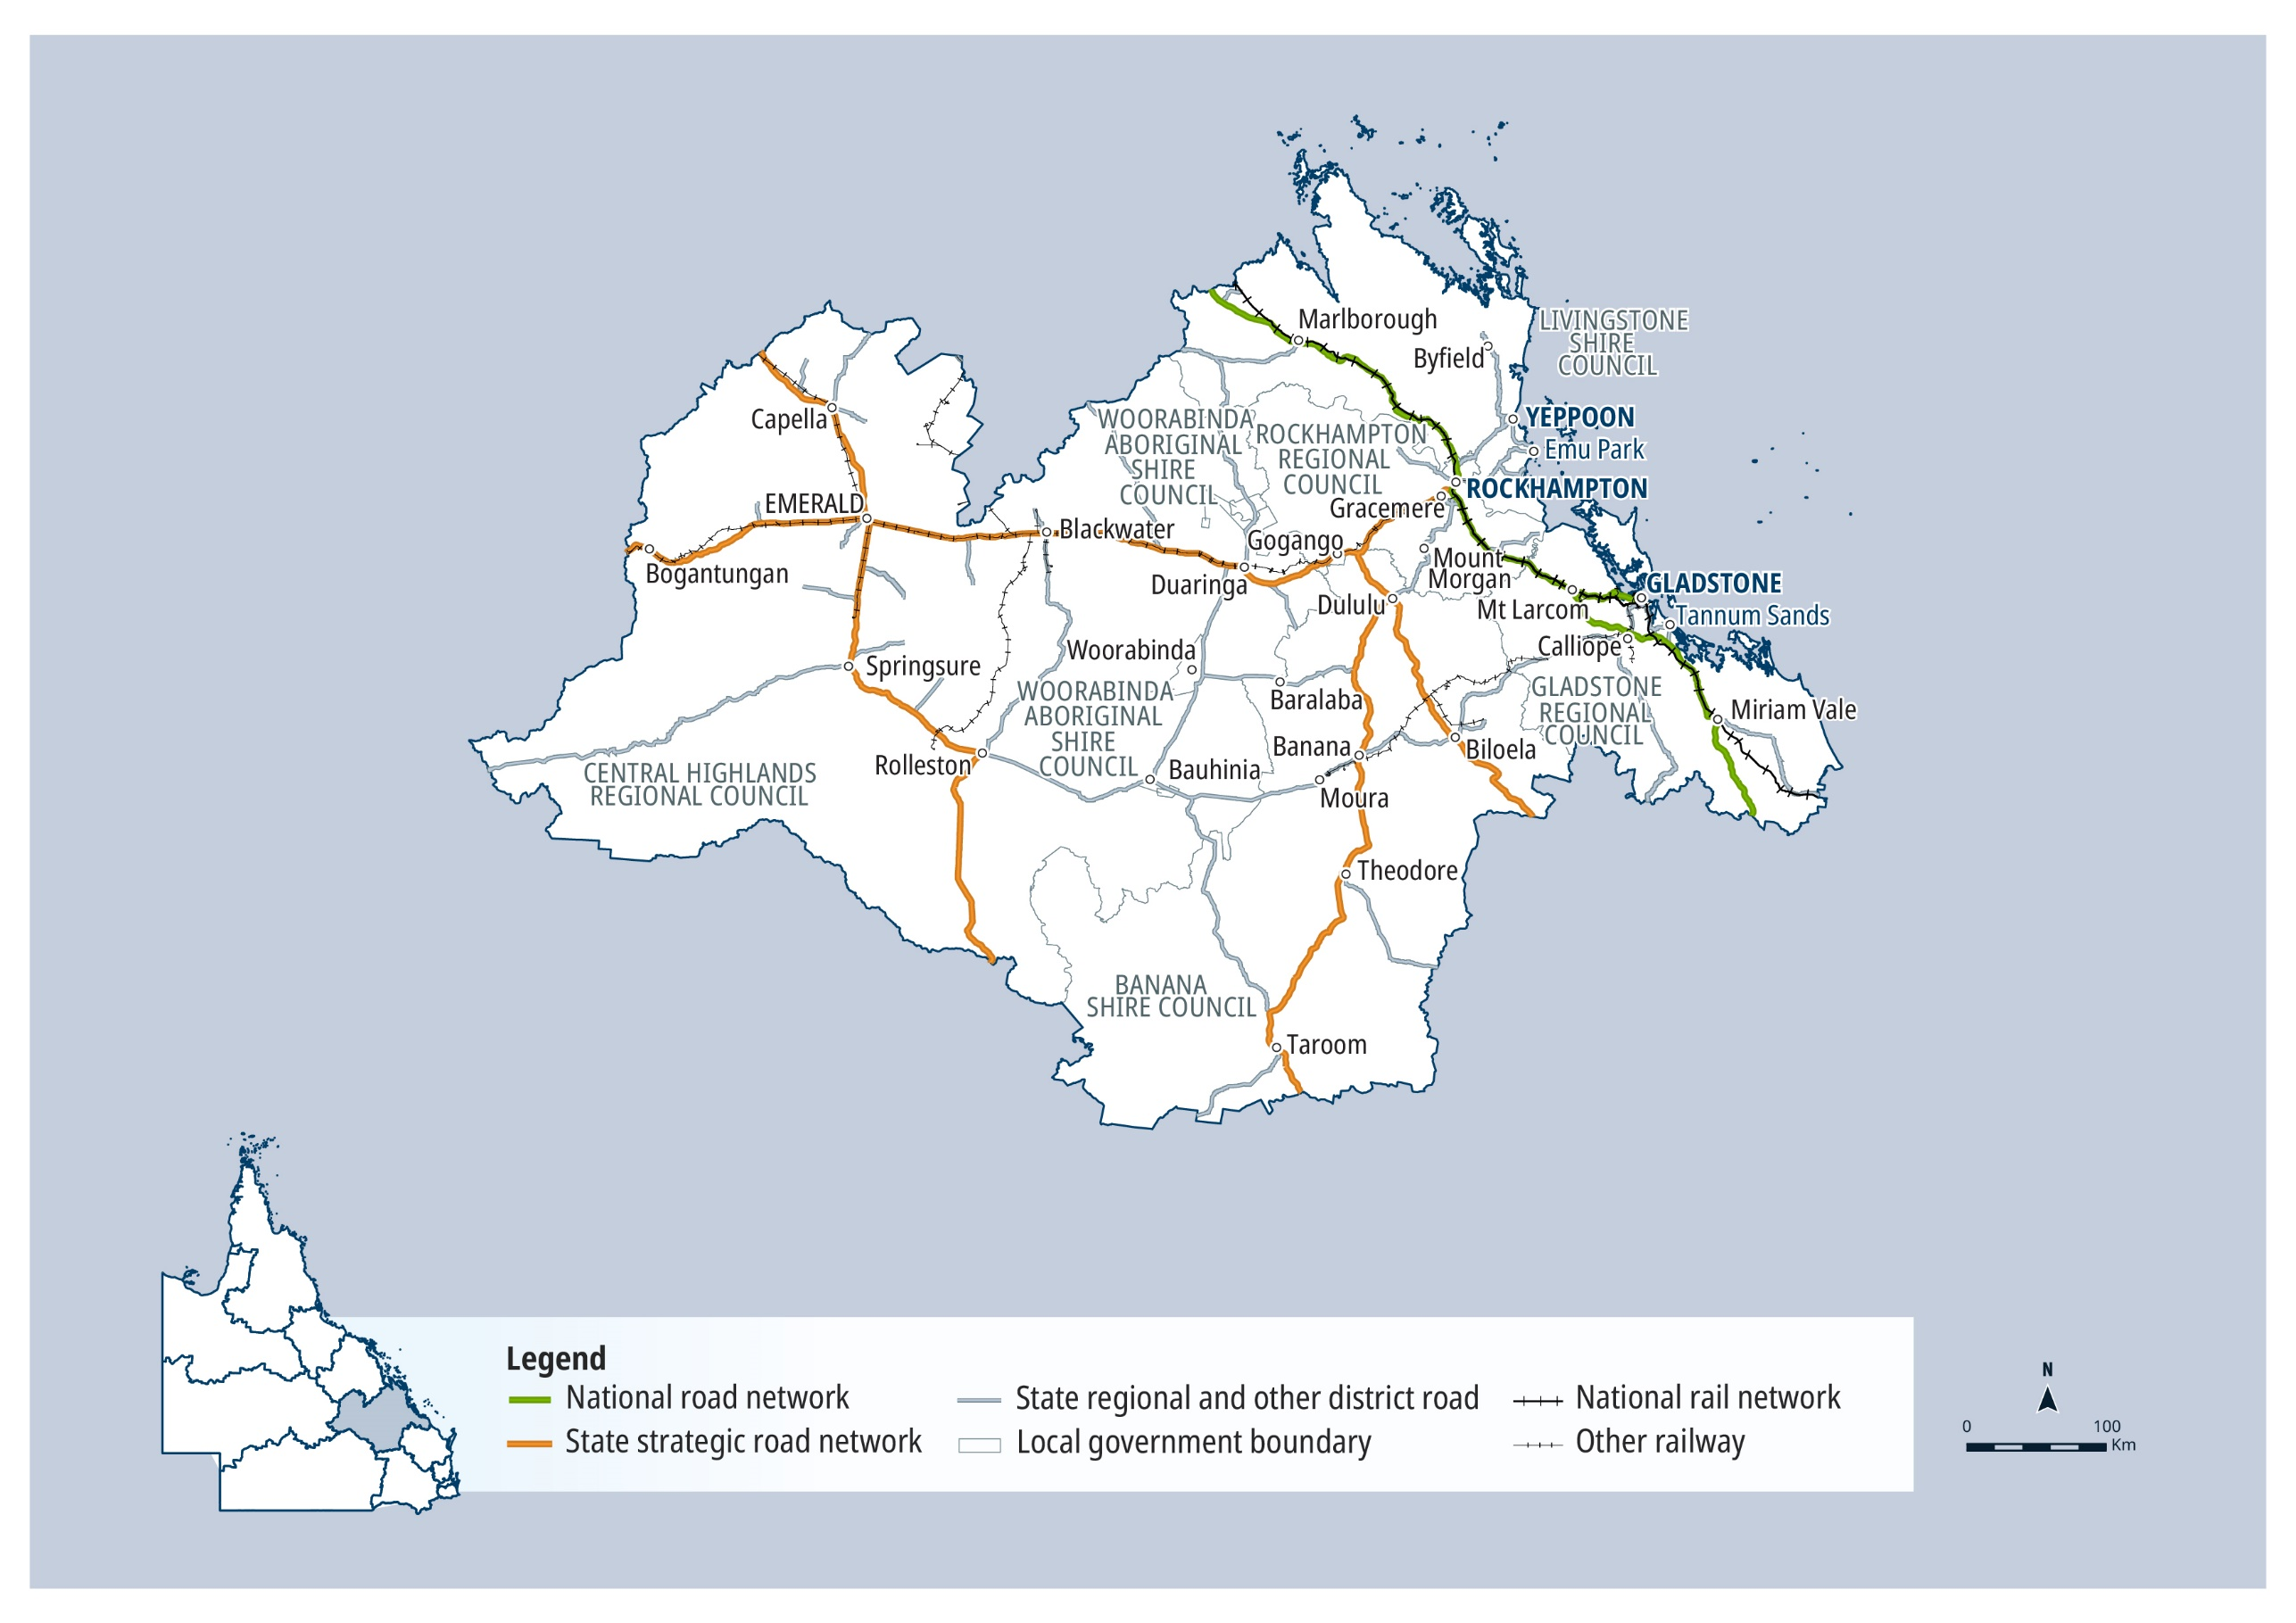 Marlborough
LIVINGSTONE
SHIRE
COUNCIL
Byfield
Capella
WOORABINDA
ABORIGINAL
SHIRE
COUNCIL
ROCKHAMPTON
REGIONAL
COUNCIL
YEPPOON
Emu Park
EMERALD
ROCKHAMPTON
Gracemere
Blackwater
Gogango
Bogantungan
Duaringa
Mount
Morgan
GLADSTONE
Dululu
Mt Larcom
Tannum Sands
Calliope
Woorabinda
Springsure
WOORABINDA
ABORIGINAL
SHIRE
COUNCIL
Baralaba
GLADSTONE
REGIONAL
COUNCIL
Miriam Vale
Banana
Biloela
Rolleston
Bauhinia
CENTRAL HIGHLANDS
REGIONAL COUNCIL
Moura
Theodore
BANANA
SHIRE COUNCIL
Taroom
Legend
National road network
State strategic road network
State regional and other district road
Local government boundary
National rail network
Other railway
N
0 100
Km